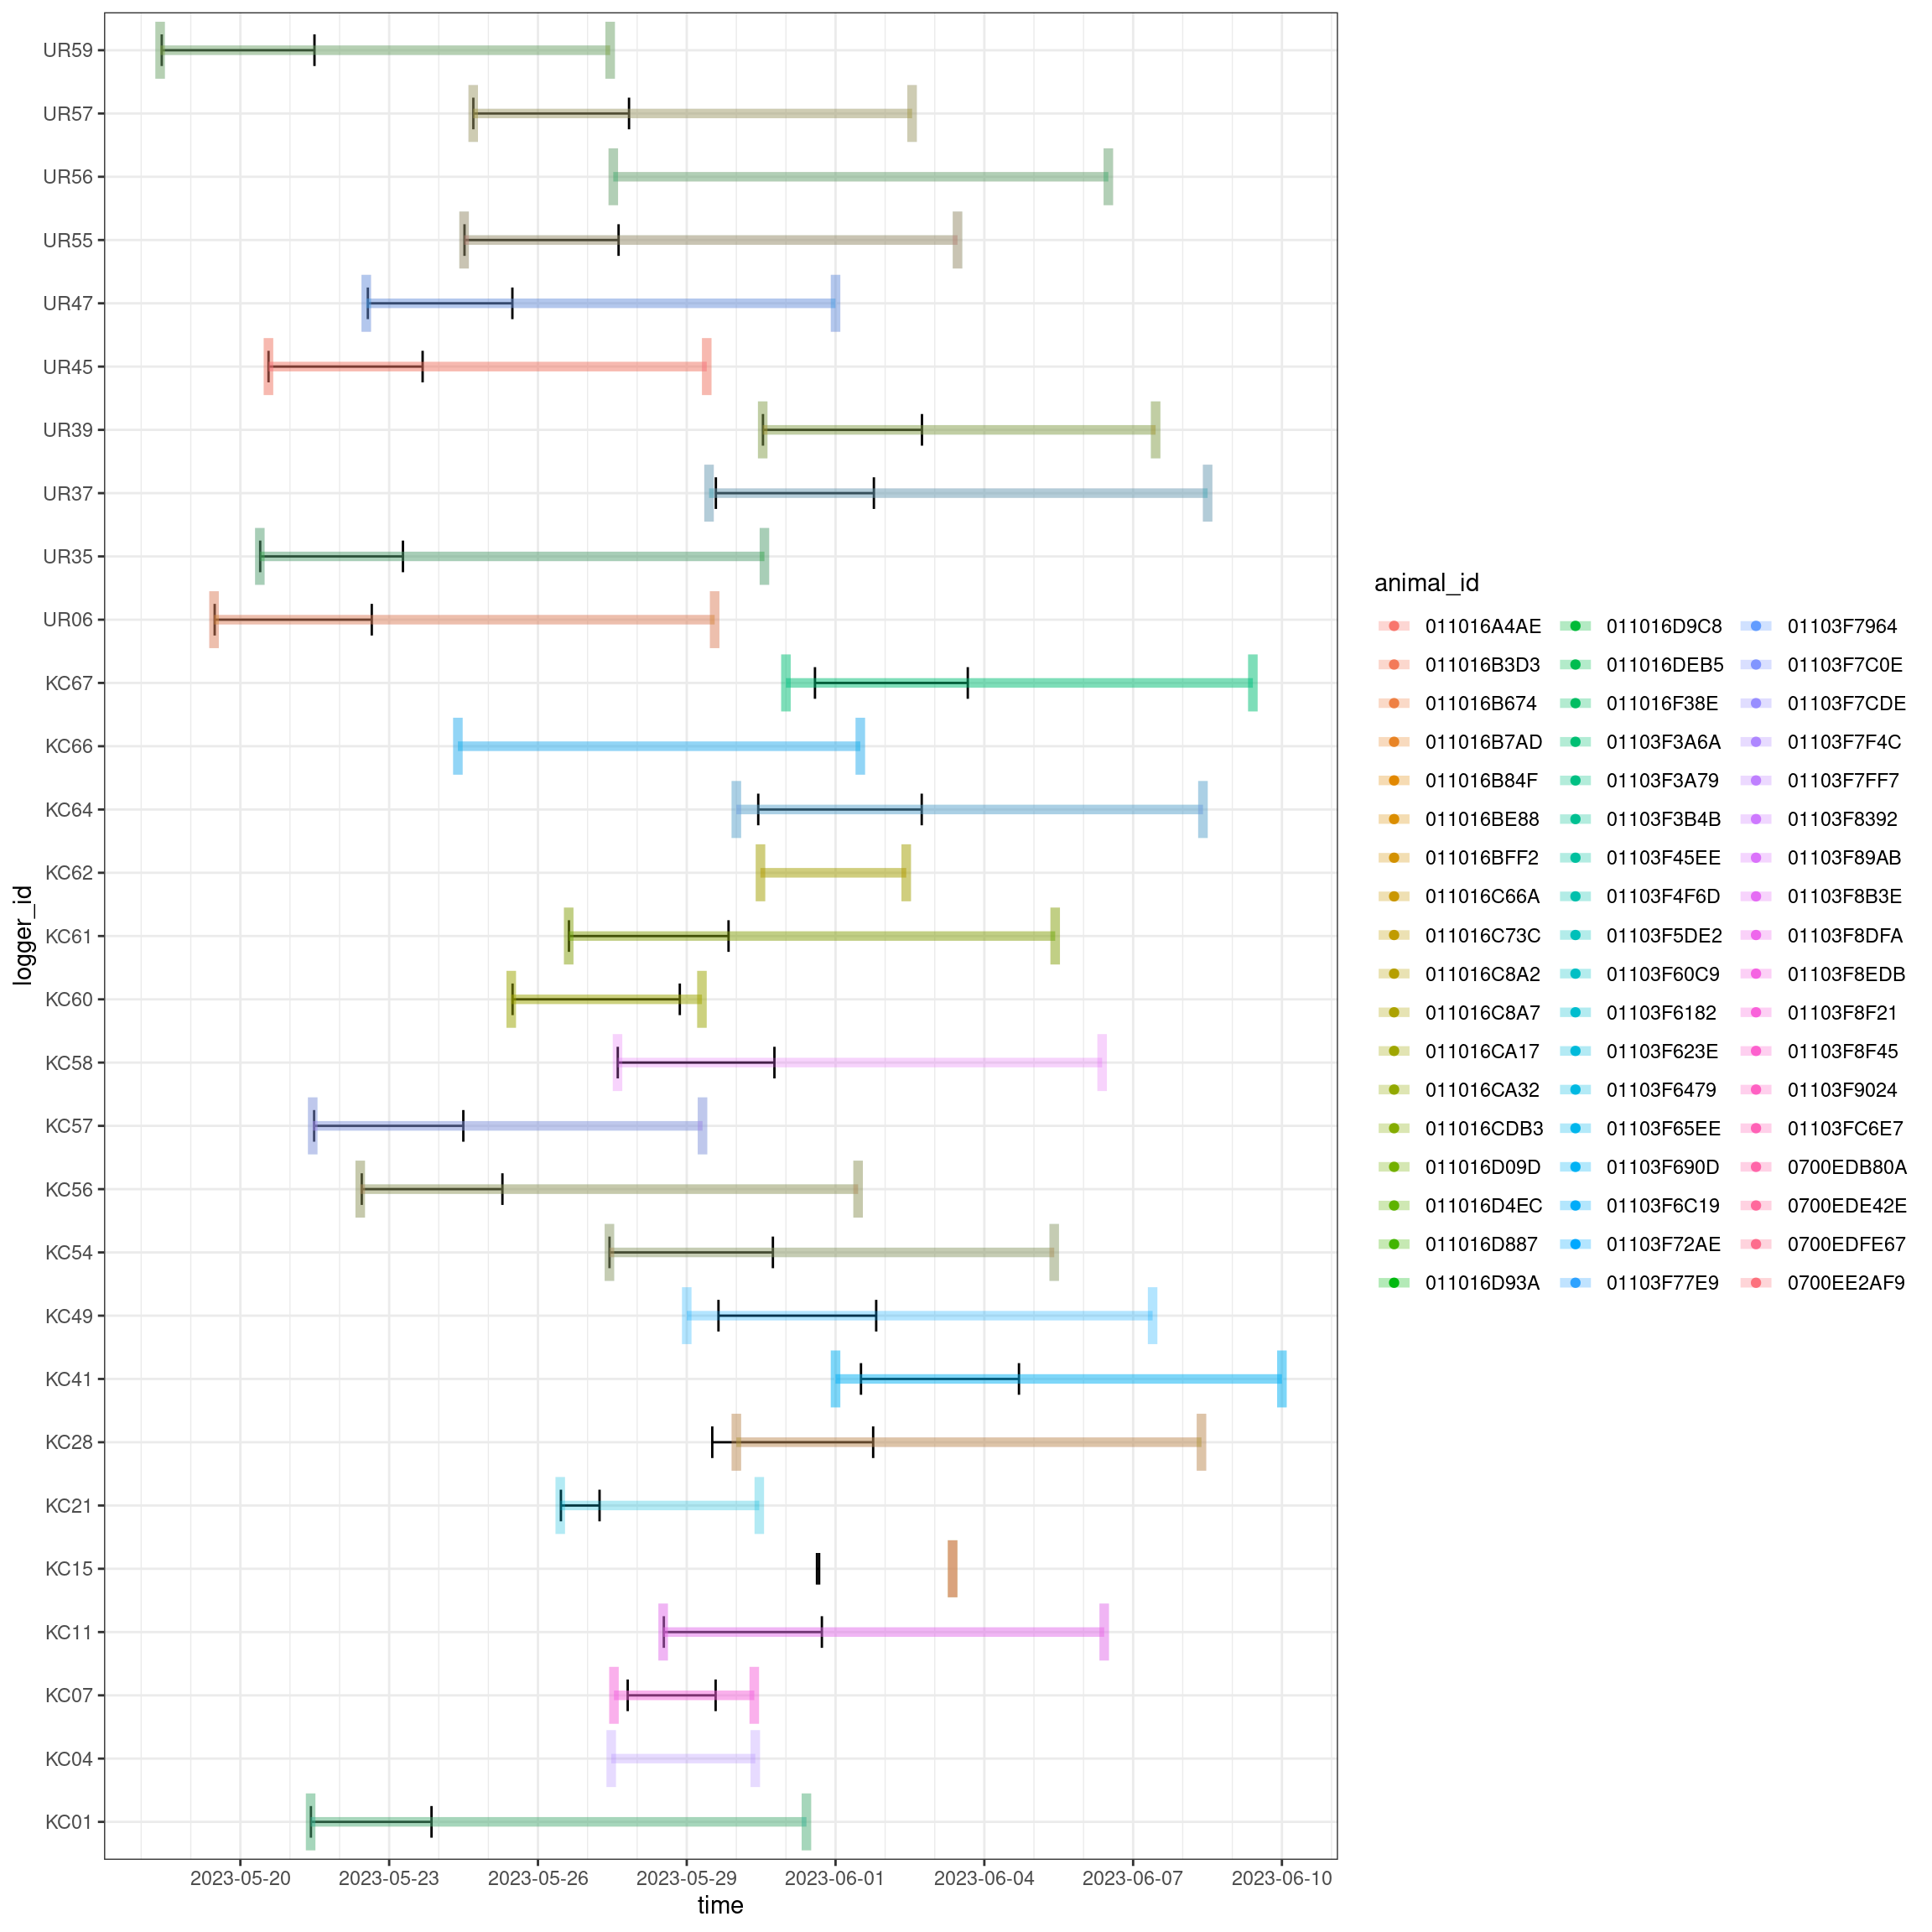 UR59
UR57
UR56
UR55
UR47
UR45
UR39
UR37
UR35
UR06
KC67
KC66
KC64
KC62
KC61
KC60
KC58
KC57
KC56
KC54
KC49
KC41
KC28
KC21
KC15
KC11
KC07
KC04
KC01
logger_id
2023-05-20 2023-05-23 2023-05-26 2023-05-29 2023-06-01 2023-06-04 2023-06-07 2023-06-10
time
animal_id
011016A4AE 011016D9C8 01103F7964
011016B3D3 011016DEB5 01103F7C0E
011016B674 011016F38E 01103F7CDE
011016B7AD 01103F3A6A 01103F7F4C
011016B84F 01103F3A79 01103F7FF7
011016BE88 01103F3B4B 01103F8392
011016BFF2 01103F45EE 01103F89AB
011016C66A 01103F4F6D 01103F8B3E
011016C73C 01103F5DE2 01103F8DFA
011016C8A2 01103F60C9 01103F8EDB
011016C8A7 01103F6182 01103F8F21
011016CA17 01103F623E 01103F8F45
011016CA32 01103F6479 01103F9024
011016CDB3 01103F65EE 01103FC6E7
011016D09D 01103F690D 0700EDB80A
011016D4EC 01103F6C19 0700EDE42E
011016D887 01103F72AE 0700EDFE67
011016D93A 01103F77E9 0700EE2AF9